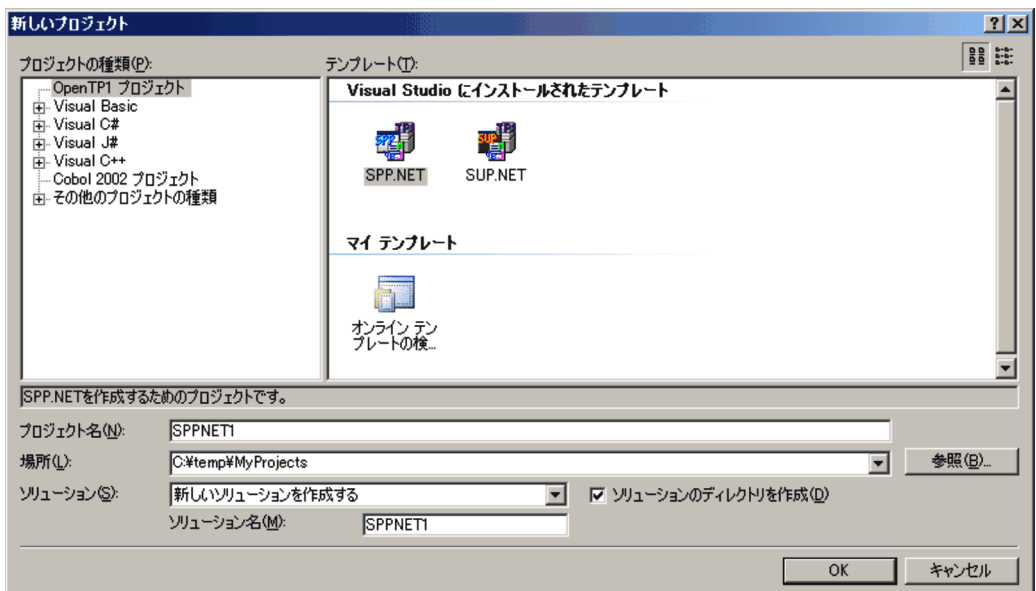 新しいプロジェクト
プロジェクトの種類(P):
テンプレート(T):
OpenTP1 プロジェクト
Visual Basic
Visual C#
Visual J#
Visual C++
Cobol 2002 プロジェクト
その他のプロジェクトの種類
Visual Studio にインストールされたテンプレート
SPP.NET
SUP.NET
マイ テンプレート
オンライン テン
プレートの検...
SPP.NETを作成するためのプロジェクトです。
プロジェクト名(N):
SPPNET1
場所(L):
C:¥temp¥MyProjects
参照(B)...
ソリューション(S):
新しいソリューションを作成する
ソリューションのディレクトリを作成(D)
ソリューション名(M):
SPPNET1
OK
キャンセル